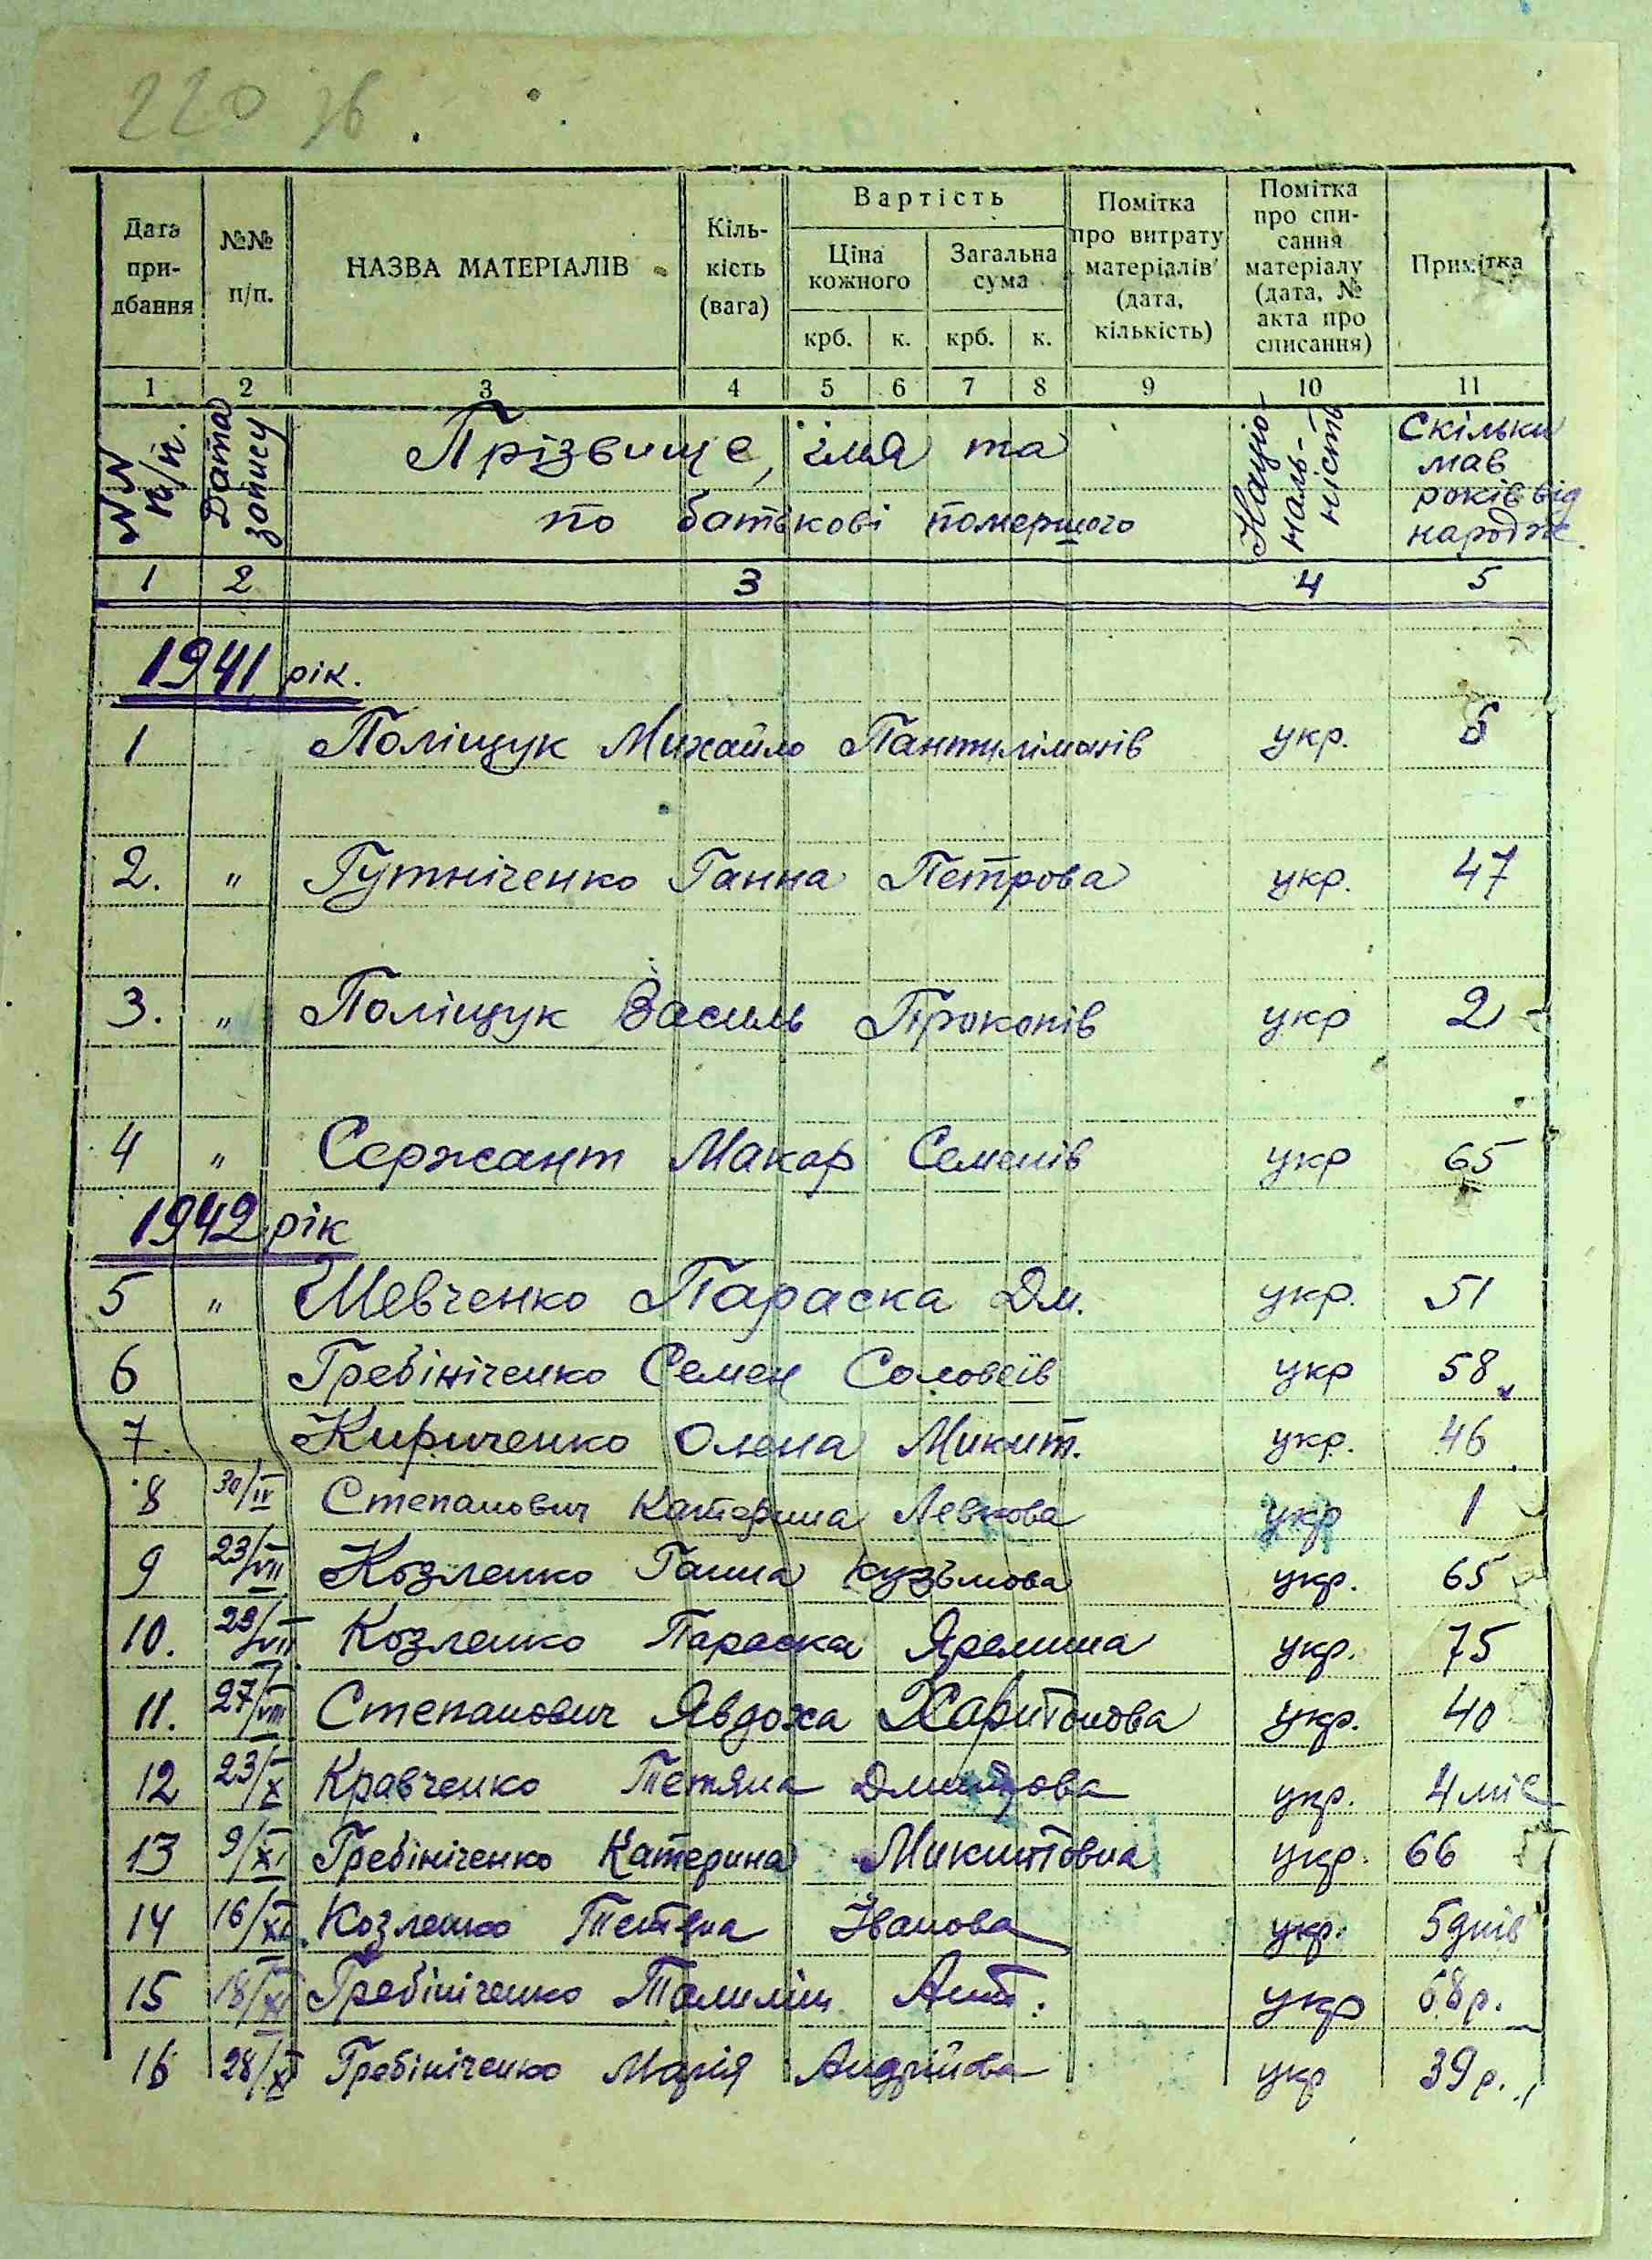 220 зв
Дата придбання | №№ п/п. | НАЗВА МАТЕРІАЛІВ | Кількість (вага) | Вартість | Ціна кожного | Загальна сума | крб. | к. | крб. | к. | Помітка про витрату матеріалів (дата, кількість) | Помітка про списання матеріалу (дата, № акта про списання) | Примітка
1 2 3 4 5 6 7 8 9 10 11
NN п/п. | Дата запису | Прізвище, імя та по батькові помершого | Національність | Скільки мав років від народж.
1 2 3 4 5
1941 рік.
1 Поліщук Михайло Пантиліманів укр. 5
2. " Гутніченко Ганна Петрова укр. 47
3. " Поліщук Василь Прокопів укр 2
4 " Сержант Макар Семенів укр 65
1942 рік
5 " Шевченко Параска Дм. укр. 51
6 Гребініченко Семен Соловеїв укр 58
7. Кириченко Олена Микит. укр. 46
8 30/IV Степанович Катерина Левкова укр 1
9 23/VII Козленко Ганна Кузьмова укр. 65
10. 23/VII Козленко Параска Яремина укр. 75
11. 27/VIII Степанович Явдоха Харитонова укр. 40
12 23/X Кравченко Тетяна Дмитрова укр. 4 міс
13 9/XI Гребініченко Катерина Микитовна укр. 66
14 16/XI Козленко Тетяна Іванова укр. 5 днів
15 18/XI Гребініченко Ант. укр 68 р.
16 28/XI Гребініченко Марія Андрійова укр 39 р.